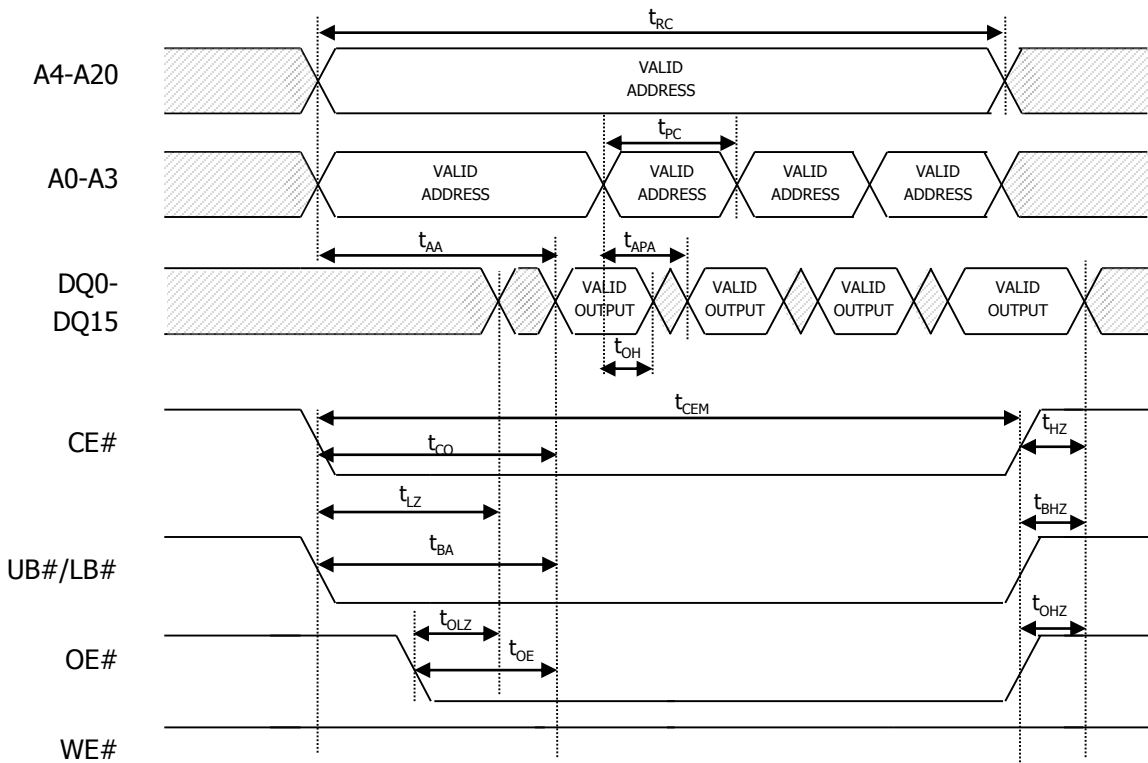 tRC
A4-A20
VALID
ADDRESS
tPC
A0-A3
VALID
ADDRESS
VALID
ADDRESS
VALID
ADDRESS
VALID
ADDRESS
tAA
tAPA
DQ0-
DQ15
VALID
OUTPUT
VALID
OUTPUT
VALID
OUTPUT
VALID
OUTPUT
tOH
tCEM
CE#
tCO
tHZ
tLZ
tBHZ
tBA
UB#/LB#
tOLZ
tOHZ
tOE
OE#
WE#